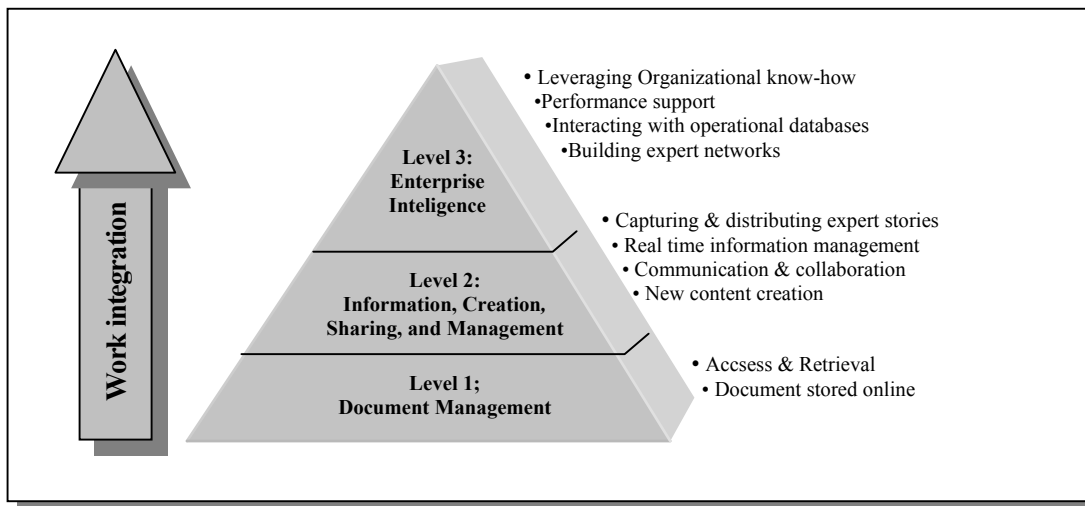 Work integration
Level 3:
Enterprise
Inteligence
• Leveraging Organizational know-how
•Performance support
•Interacting with operational databases
•Building expert networks
Level 2:
Information, Creation,
Sharing, and Management
• Capturing & distributing expert stories
• Real time information management
• Communication & collaboration
• New content creation
Level 1;
Document Management
• Accsess & Retrieval
• Document stored online